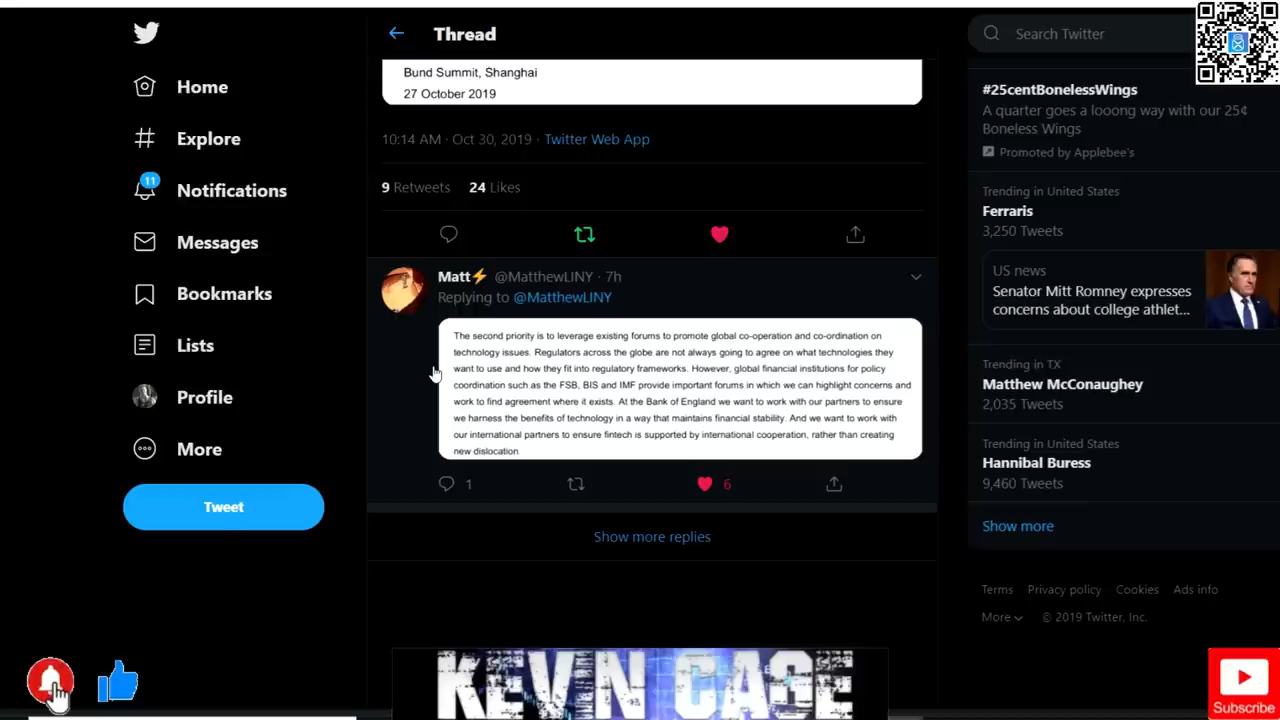 Home
Explore
11
Notifications
Messages
Bookmarks
Lists
Profile
More
Tweet
Thread
Bund Summit, Shanghai
27 October 2019
10:14 AM · Oct 30, 2019 · Twitter Web App
9 Retweets 24 Likes
Matt⚡ @MatthewLINY · 7h
Replying to @MatthewLINY
The second priority is to leverage existing forums to promote global co-operation and co-ordination on
technology issues. Regulators across the globe are not always going to agree on what technologies they
want to use and how they fit into regulatory frameworks. However, global financial institutions for policy
coordination such as the FSB, BIS and IMF provide important forums in which we can highlight concerns and
work to find agreement where it exists. At the Bank of England we want to work with our partners to ensure
we harness the benefits of technology in a way that maintains financial stability. And we want to work with
our international partners to ensure fintech is supported by international cooperation, rather than creating
new dislocation
1 6
Show more replies
KEVIN CAGE
Search Twitter
#25centBonelessWings
A quarter goes a looong way with our 25¢
Boneless Wings
Promoted by Applebee's
Trending in United States
Ferraris
3,250 Tweets
US news
Senator Mitt Romney expresses
concerns about college athlet...
Trending in TX
Matthew McConaughey
2,035 Tweets
Trending in United States
Hannibal Buress
9,460 Tweets
Show more
Terms Privacy policy Cookies Ads info
More © 2019 Twitter, Inc.
Subscribe